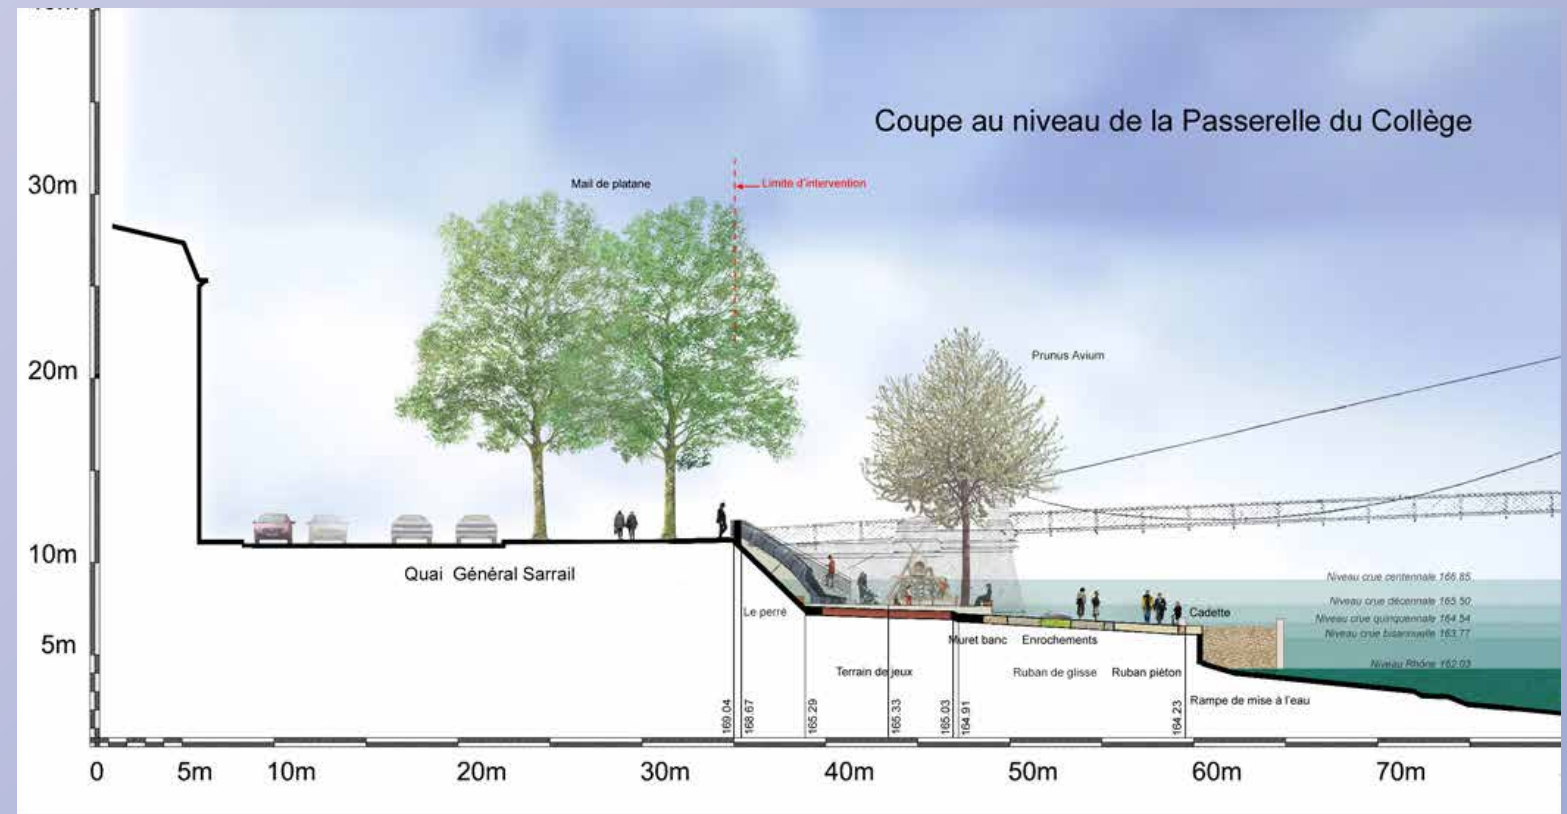 Coupe au niveau de la Passerelle du Collège
30m
Mail de platane
Limite d'intervention
20m
Prunus Avium
10m
Quai Général Sarrail
Niveau crue centennale 166.85
Niveau crue décennale 165.50
Le perré
Cadette
Niveau crue quinquennale 164.54
Niveau crue bisannuelle 163.77
5m
Muret banc
Enrochements
Niveau Rhône 162.03
Terrain de jeux
Ruban de glisse
Ruban piéton
Rampe de mise à l'eau
169.04
168.67
165.29
165.33
165.03
164.91
164.23
0
5m
10m
20m
30m
40m
50m
60m
70m